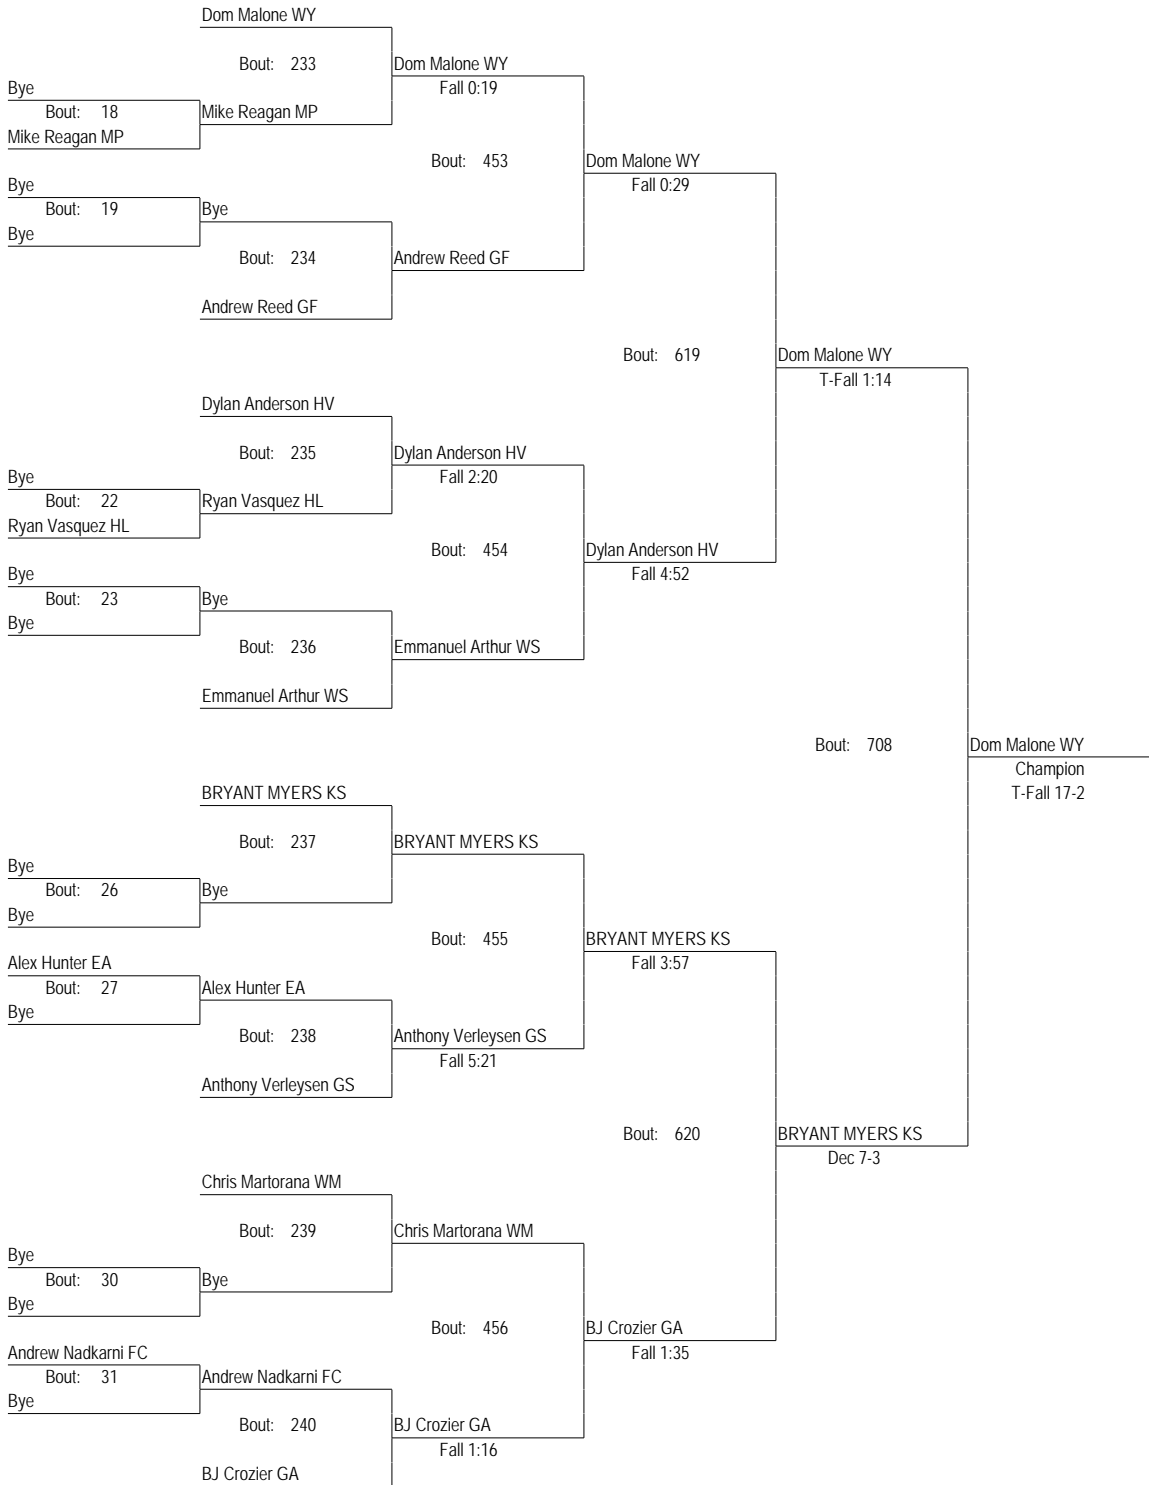 Dom Malone WY
Bout: 233
Dom Malone WY
Fall 0:19
Bye
Bout: 18
Mike Reagan MP
Mike Reagan MP
Bout: 453
Dom Malone WY
Fall 0:29
Bye
Bout: 19
Bye
Bye
Bout: 234
Andrew Reed GF
Andrew Reed GF
Bout: 619
Dom Malone WY
T-Fall 1:14
Dylan Anderson HV
Bout: 235
Dylan Anderson HV
Fall 2:20
Bye
Bout: 22
Ryan Vasquez HL
Ryan Vasquez HL
Bout: 454
Dylan Anderson HV
Fall 4:52
Bye
Bout: 23
Bye
Bye
Bout: 236
Emmanuel Arthur WS
Emmanuel Arthur WS
Bout: 708
Dom Malone WY
Champion
T-Fall 17-2
BRYANT MYERS KS
Bout: 237
BRYANT MYERS KS
Bye
Bout: 26
Bye
Bye
Bout: 455
BRYANT MYERS KS
Fall 3:57
Alex Hunter EA
Bout: 27
Alex Hunter EA
Bye
Bout: 238
Anthony Verleysen GS
Fall 5:21
Anthony Verleysen GS
Bout: 620
BRYANT MYERS KS
Dec 7-3
Chris Martorana WM
Bout: 239
Chris Martorana WM
Bye
Bout: 30
Bye
Bye
Bout: 456
BJ Crozier GA
Fall 1:35
Andrew Nadkarni FC
Bout: 31
Andrew Nadkarni FC
Bye
Bout: 240
BJ Crozier GA
Fall 1:16
BJ Crozier GA